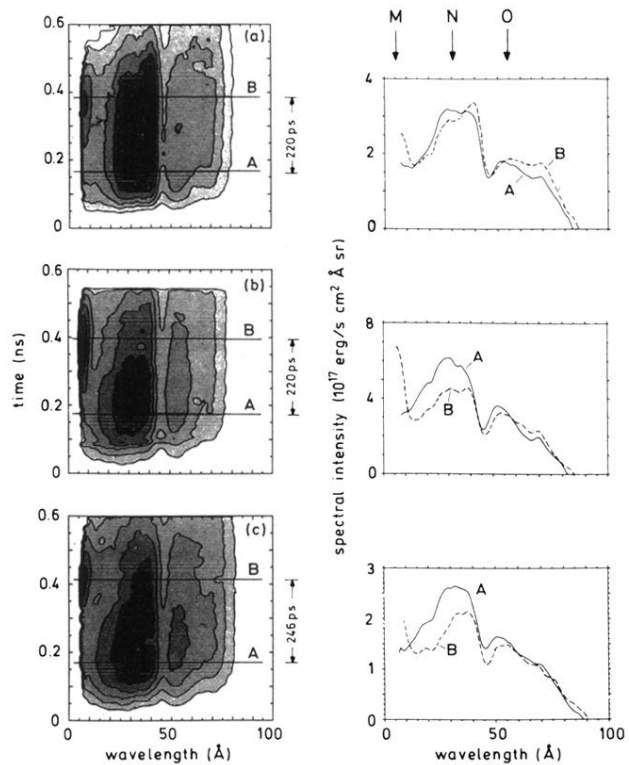 M N O
0.6
(a)
B
0.4
220 ps
0.2
A
0
4
2
B
A
0
0.6
(b)
B
0.4
220 ps
0.2
A
0
time (ns)
8
A
4
B
0
spectral intensity (10¹⁷ erg/s cm² Å sr)
0.6
(c)
B
0.4
246 ps
0.2
A
0
0 50 100
wavelength (Å)
3
A
2
B
1
0
0 50 100
wavelength (Å)